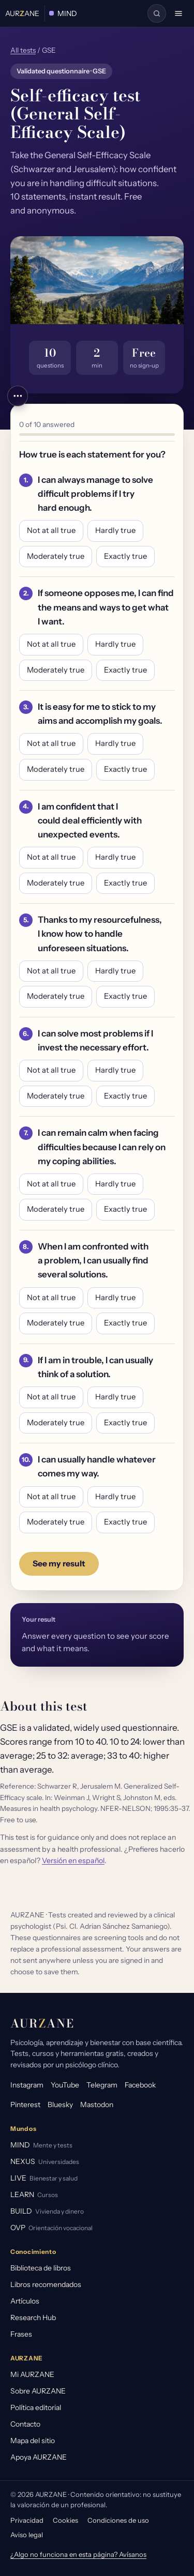 AURZANE MIND
All tests / GSE
Validated questionnaire · GSE
Self-efficacy test
(General Self-
Efficacy Scale)
Take the General Self-Efficacy Scale
(Schwarzer and Jerusalem): how confident
you are in handling difficult situations.
10 statements, instant result. Free
and anonymous.
10 2 Free
questions min no sign-up
0 of 10 answered
How true is each statement for you?
1. I can always manage to solve
difficult problems if I try
hard enough.
Not at all true Hardly true
Moderately true Exactly true
2. If someone opposes me, I can find
the means and ways to get what
I want.
Not at all true Hardly true
Moderately true Exactly true
3. It is easy for me to stick to my
aims and accomplish my goals.
Not at all true Hardly true
Moderately true Exactly true
4. I am confident that I
could deal efficiently with
unexpected events.
Not at all true Hardly true
Moderately true Exactly true
5. Thanks to my resourcefulness,
I know how to handle
unforeseen situations.
Not at all true Hardly true
Moderately true Exactly true
6. I can solve most problems if I
invest the necessary effort.
Not at all true Hardly true
Moderately true Exactly true
7. I can remain calm when facing
difficulties because I can rely on
my coping abilities.
Not at all true Hardly true
Moderately true Exactly true
8. When I am confronted with
a problem, I can usually find
several solutions.
Not at all true Hardly true
Moderately true Exactly true
9. If I am in trouble, I can usually
think of a solution.
Not at all true Hardly true
Moderately true Exactly true
10. I can usually handle whatever
comes my way.
Not at all true Hardly true
Moderately true Exactly true
See my result
Your result
Answer every question to see your score
and what it means.
About this test
GSE is a validated, widely used questionnaire.
Scores range from 10 to 40. 10 to 24: lower than
average; 25 to 32: average; 33 to 40: higher
than average.
Reference: Schwarzer R, Jerusalem M. Generalized Self-
Efficacy scale. In: Weinman J, Wright S, Johnston M, eds.
Measures in health psychology. NFER-NELSON; 1995:35-37.
Free to use.
This test is for guidance only and does not replace an
assessment by a health professional. ¿Prefieres hacerlo
en español? Versión en español.
AURZANE · Tests created and reviewed by a clinical
psychologist (Psi. Cl. Adrian Sánchez Samaniego).
These questionnaires are screening tools and do not
replace a professional assessment. Your answers are
not sent anywhere unless you are signed in and
choose to save them.
AURZANE
Psicología, aprendizaje y bienestar con base científica.
Tests, cursos y herramientas gratis, creados y
revisados por un psicólogo clínico.
Instagram YouTube Telegram Facebook
Pinterest Bluesky Mastodon
Mundos
MIND Mente y tests
NEXUS Universidades
LIVE Bienestar y salud
LEARN Cursos
BUILD Vivienda y dinero
OVP Orientación vocacional
Conocimiento
Biblioteca de libros
Libros recomendados
Artículos
Research Hub
Frases
AURZANE
Mi AURZANE
Sobre AURZANE
Política editorial
Contacto
Mapa del sitio
Apoya AURZANE
© 2026 AURZANE · Contenido orientativo: no sustituye
la valoración de un profesional.
Privacidad Cookies Condiciones de uso
Aviso legal
¿Algo no funciona en esta página? Avísanos